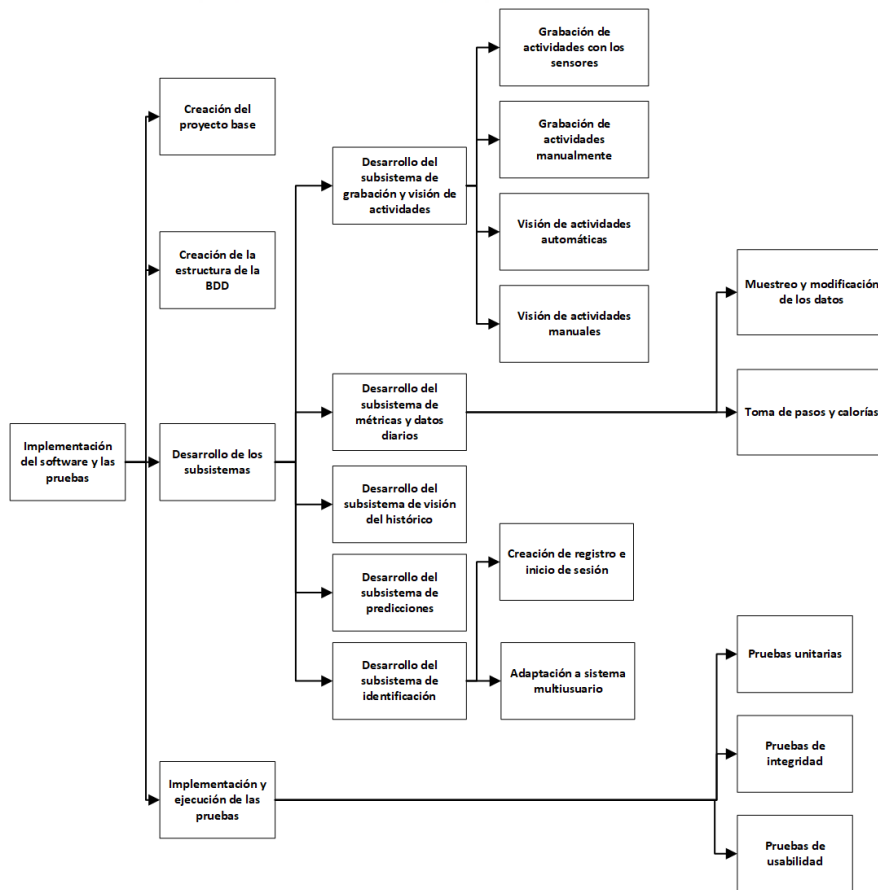 Grabación de
actividades con los
sensores
Creación del
proyecto base
Grabación de
actividades
manualmente
Desarrollo del
subsistema de
grabación y visión de
actividades
Visión de actividades
automáticas
Creación de la
estructura de la
BDD
Muestreo y modificación
de los datos
Visión de actividades
manuales
Desarrollo del
subsistema de
métricas y datos
diarios
Toma de pasos y calorías
Implementación
del software y las
pruebas
Desarrollo de los
subsistemas
Desarrollo del
subsistema de visión
del histórico
Creación de registro e
inicio de sesión
Desarrollo del
subsistema de
predicciones
Desarrollo del
subsistema de
identificación
Adaptación a sistema
multiusuario
Pruebas unitarias
Pruebas de
integridad
Implementación y
ejecución de las
pruebas
Pruebas de
usabilidad